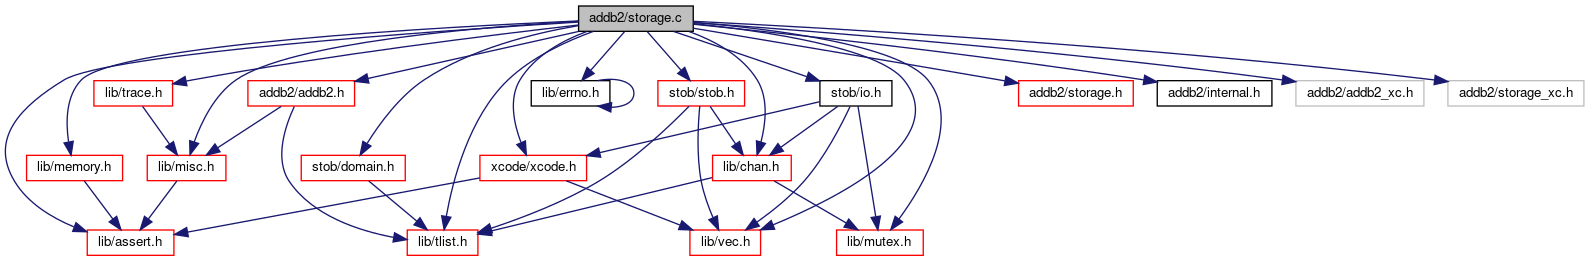 addb2/storage.c
lib/trace.h
addb2/addb2.h
lib/errno.h
stob/stob.h
stob/io.h
addb2/storage.h
addb2/internal.h
addb2/addb2_xc.h
addb2/storage_xc.h
lib/memory.h
lib/misc.h
stob/domain.h
xcode/xcode.h
lib/chan.h
lib/assert.h
lib/tlist.h
lib/vec.h
lib/mutex.h